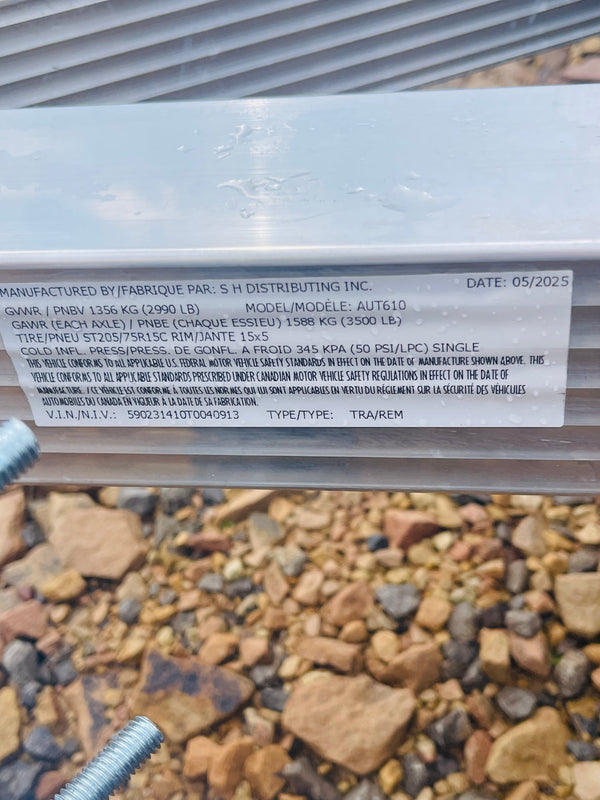 MANUFACTURED BY/FABRIQUE PAR: S H DISTRIBUTING INC. DATE: 05/2025
GVWR / PNBV 1356 KG (2990 LB) MODEL/MODÈLE: AUT610
GAWR (EACH AXLE) / PNBE (CHAQUE ESSIEU) 1588 KG (3500 LB)
TIRE/PNEU ST205/75R15C RIM/JANTE 15x5
COLD INFL. PRESS/PRESS. DE GONFL. A FROID 345 KPA (50 PSI/LPC) SINGLE
THIS VEHICLE CONFORMS TO ALL APPLICABLE U.S. FEDERAL MOTOR VEHICLE SAFETY STANDARDS IN EFFECT ON THE DATE OF MANUFACTURE SHOWN ABOVE. THIS
VEHICLE CONFORMS TO ALL APPLICABLE STANDARDS PRESCRIBED UNDER CANADIAN MOTOR VEHICLE SAFETY REGULATIONS IN EFFECT ON THE DATE OF
MANUFACTURE. / CE VÉHICLE EST CONFORME À TOUTES LES NORMES QUI LUI SONT APPLICABLES EN VERTU DU RÈGLEMENT SUR LA SÉCURITÉ DES VÉHICULES
AUTOMOBILES DU CANADA EN VIGUEUR À LA DATE DE SA FABRICATION.
V.I.N./N.I.V.: 590231410T0040913 TYPE/TYPE: TRA/REM